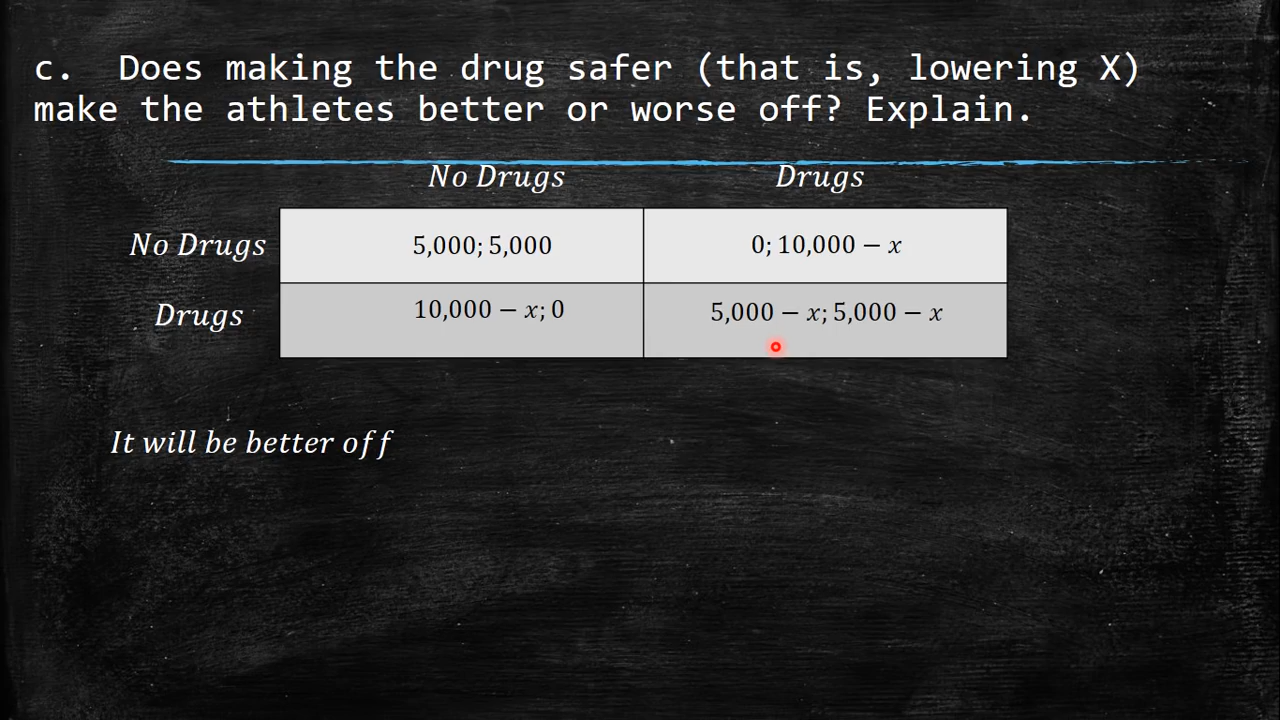 c.  Does making the drug safer (that is, lowering X)
make the athletes better or worse off? Explain.
No Drugs Drugs
No Drugs 5,000; 5,000 0; 10,000 − x
Drugs 10,000 − x; 0 5,000 − x; 5,000 − x
It will be better off